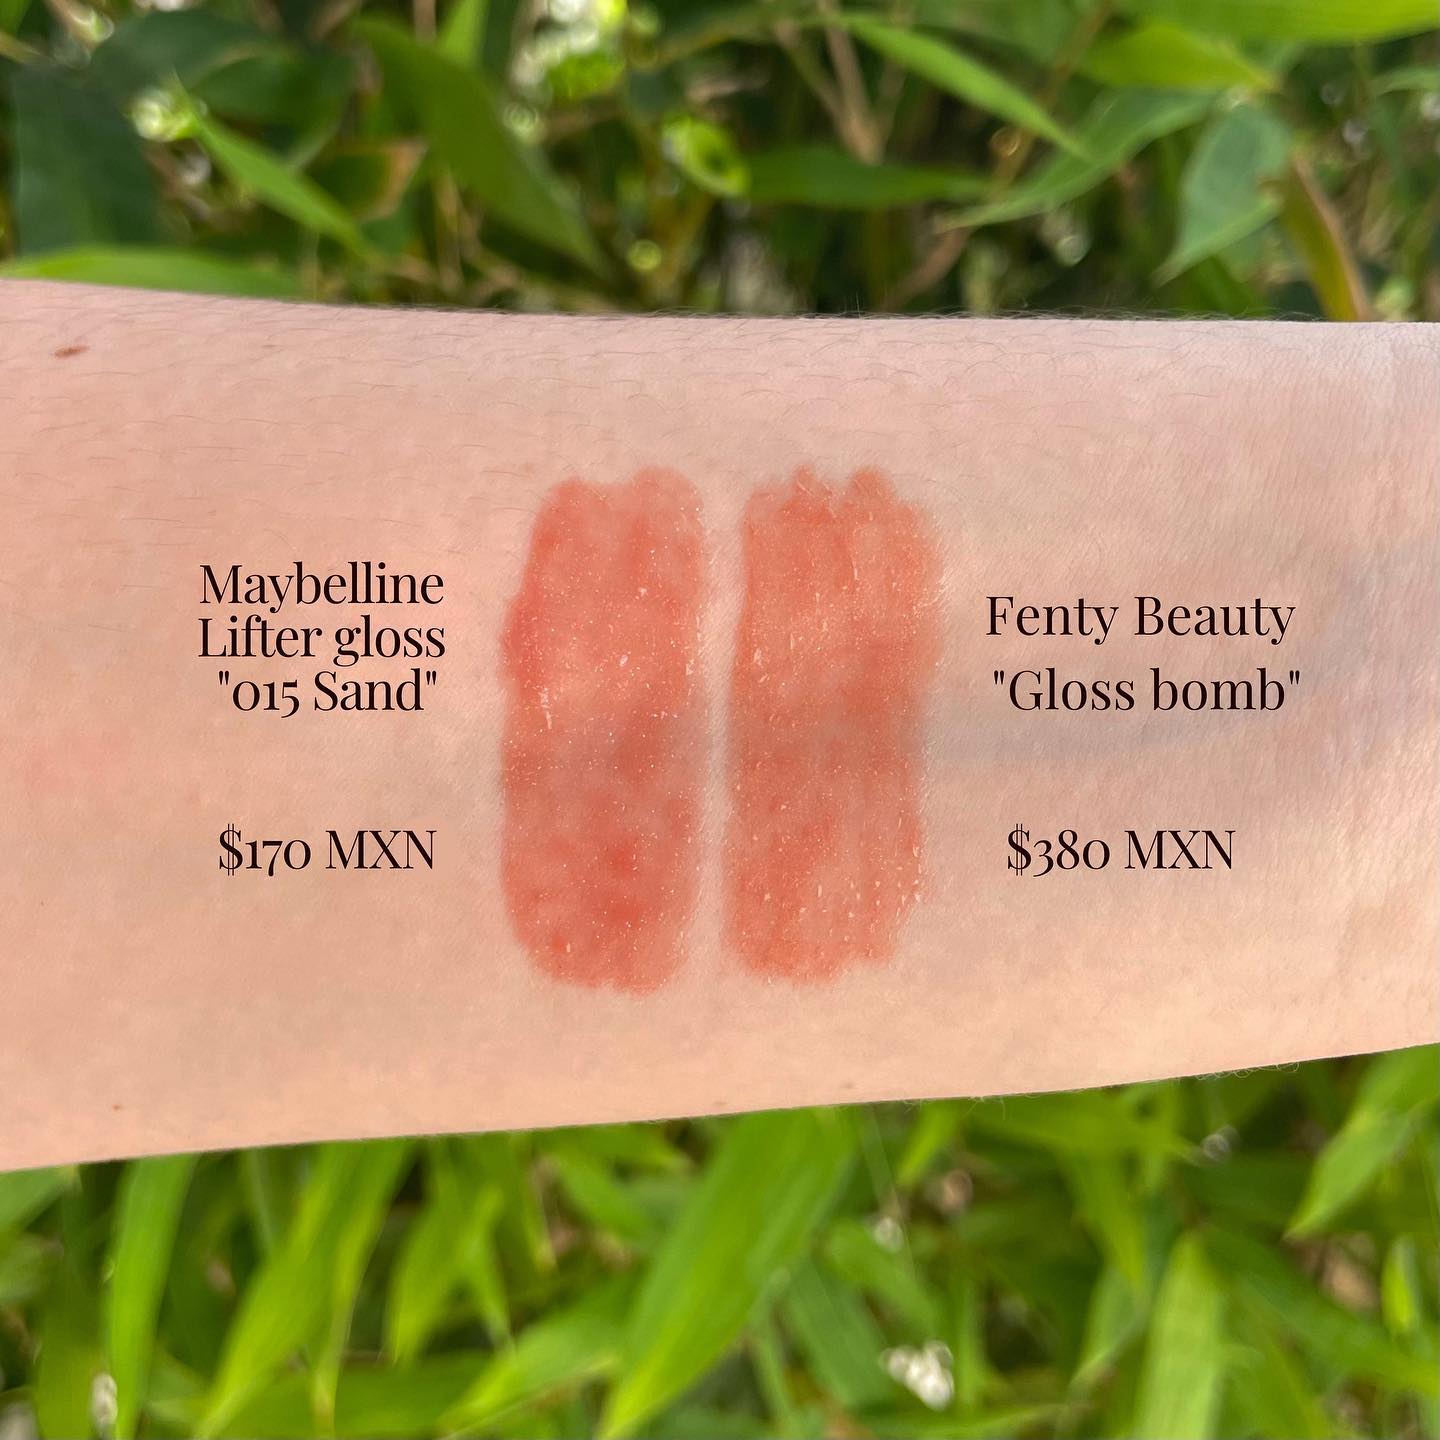 Maybelline
Lifter gloss
"015 Sand"
$170 MXN
Fenty Beauty
"Gloss bomb"
$380 MXN